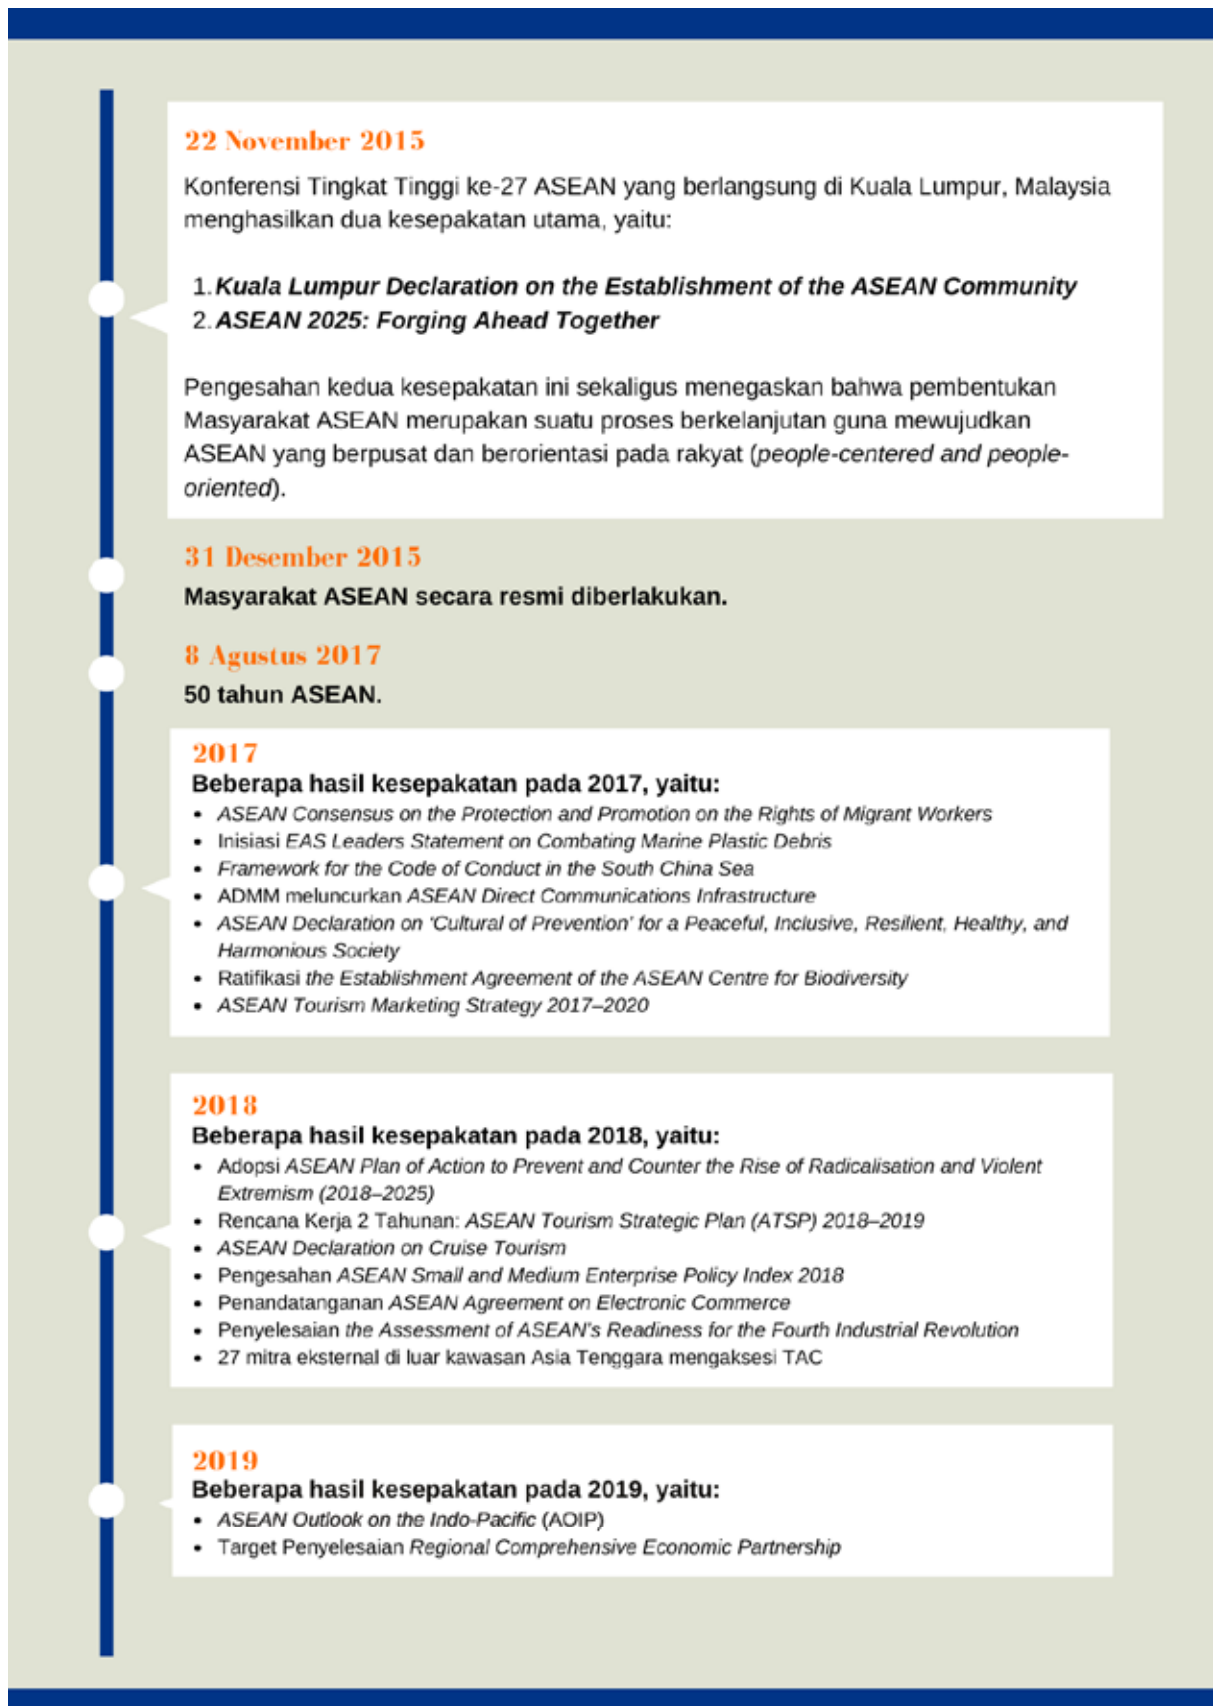 22 November 2015
Konferensi Tingkat Tinggi ke-27 ASEAN yang berlangsung di Kuala Lumpur, Malaysia
menghasilkan dua kesepakatan utama, yaitu:
1. Kuala Lumpur Declaration on the Establishment of the ASEAN Community
2. ASEAN 2025: Forging Ahead Together
Pengesahan kedua kesepakatan ini sekaligus menegaskan bahwa pembentukan
Masyarakat ASEAN merupakan suatu proses berkelanjutan guna mewujudkan
ASEAN yang berpusat dan berorientasi pada rakyat (people-centered and people-
oriented).
31 Desember 2015
Masyarakat ASEAN secara resmi diberlakukan.
8 Agustus 2017
50 tahun ASEAN.
2017
Beberapa hasil kesepakatan pada 2017, yaitu:
• ASEAN Consensus on the Protection and Promotion on the Rights of Migrant Workers
• Inisiasi EAS Leaders Statement on Combating Marine Plastic Debris
• Framework for the Code of Conduct in the South China Sea
• ADMM meluncurkan ASEAN Direct Communications Infrastructure
• ASEAN Declaration on 'Cultural of Prevention' for a Peaceful, Inclusive, Resilient, Healthy, and
Harmonious Society
• Ratifikasi the Establishment Agreement of the ASEAN Centre for Biodiversity
• ASEAN Tourism Marketing Strategy 2017–2020
2018
Beberapa hasil kesepakatan pada 2018, yaitu:
• Adopsi ASEAN Plan of Action to Prevent and Counter the Rise of Radicalisation and Violent
Extremism (2018–2025)
• Rencana Kerja 2 Tahunan: ASEAN Tourism Strategic Plan (ATSP) 2018–2019
• ASEAN Declaration on Cruise Tourism
• Pengesahan ASEAN Small and Medium Enterprise Policy Index 2018
• Penandatanganan ASEAN Agreement on Electronic Commerce
• Penyelesaian the Assessment of ASEAN's Readiness for the Fourth Industrial Revolution
• 27 mitra eksternal di luar kawasan Asia Tenggara mengaksesi TAC
2019
Beberapa hasil kesepakatan pada 2019, yaitu:
• ASEAN Outlook on the Indo-Pacific (AOIP)
• Target Penyelesaian Regional Comprehensive Economic Partnership